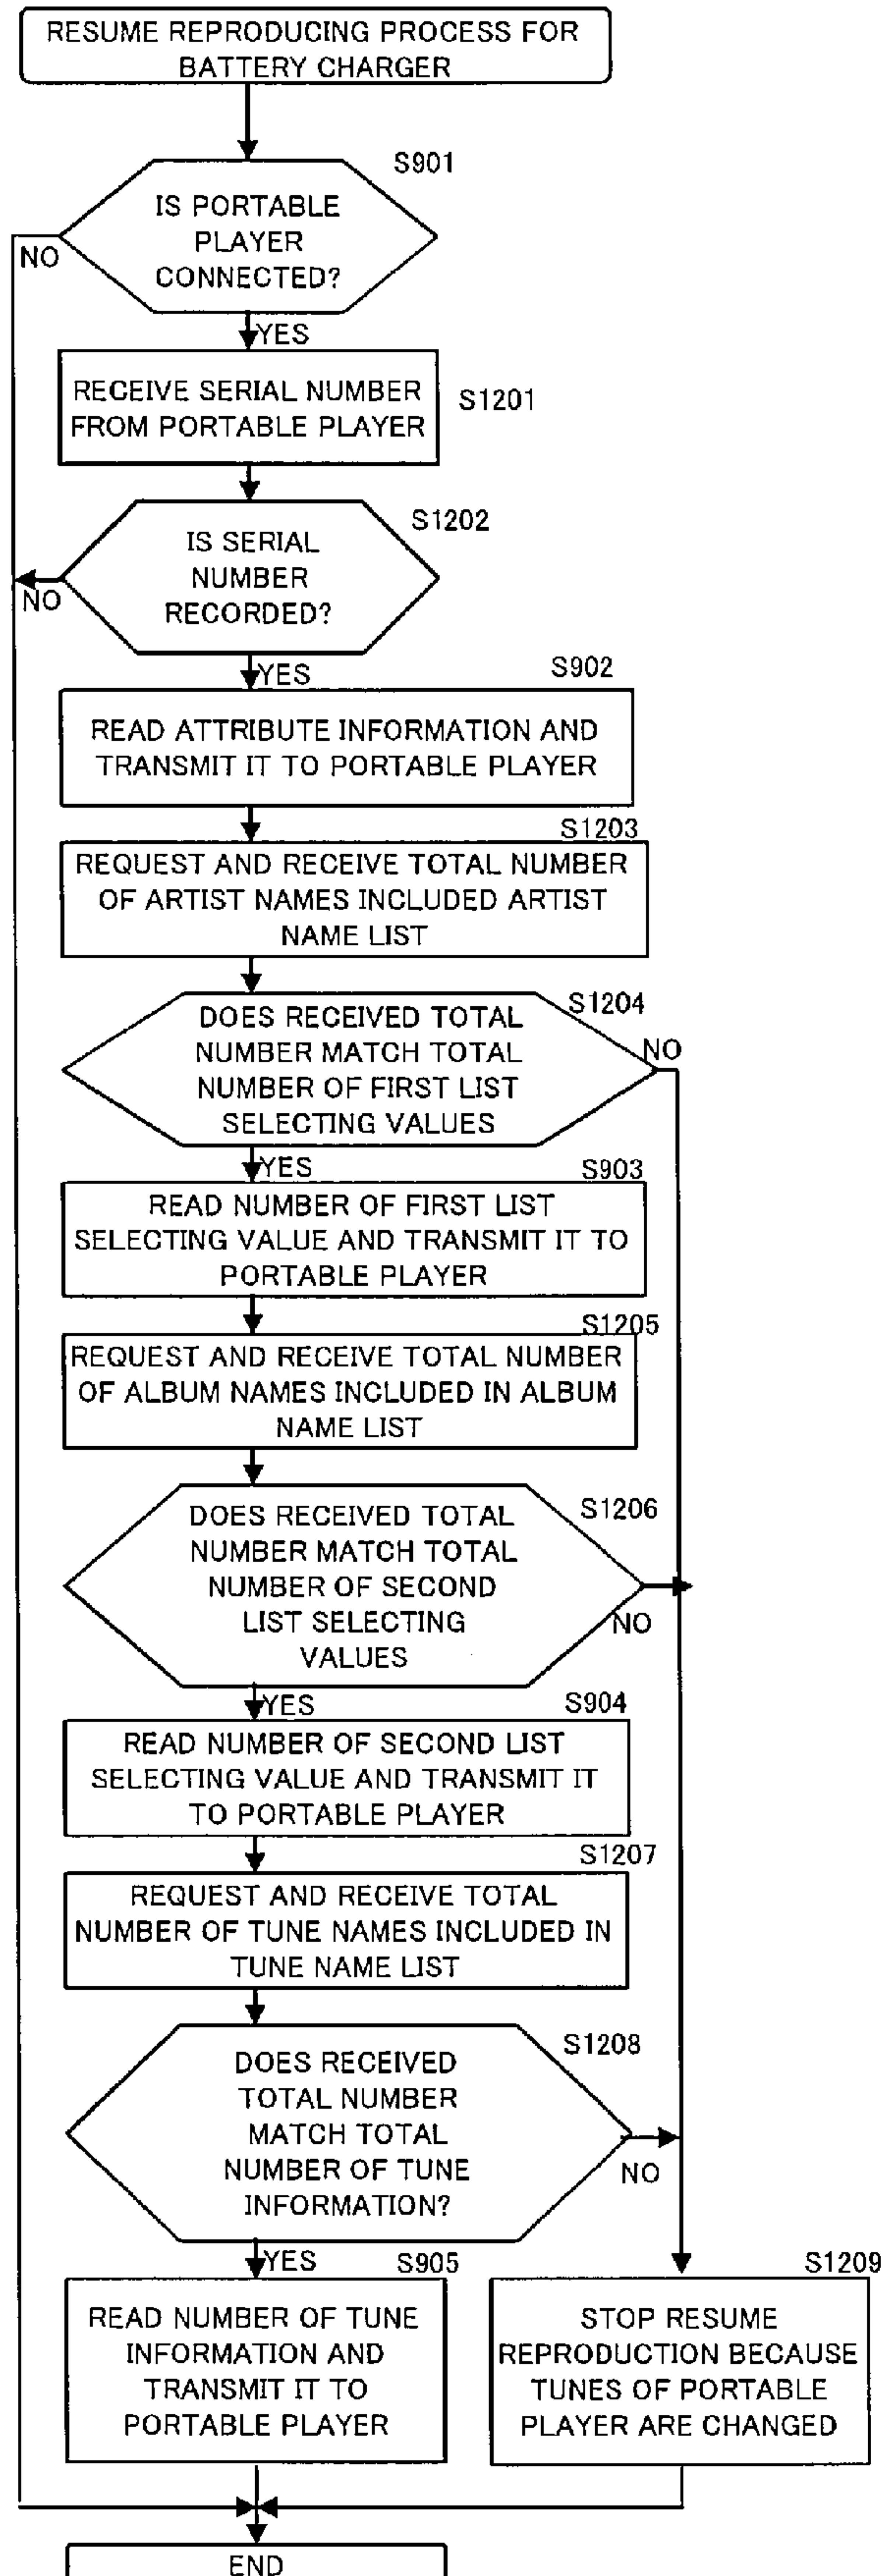 RESUME REPRODUCING PROCESS FOR
BATTERY CHARGER
S901
IS PORTABLE
PLAYER
CONNECTED?
NO
YES
RECEIVE SERIAL NUMBER
FROM PORTABLE PLAYER
S1201
S1202
IS SERIAL
NUMBER
RECORDED?
NO
YES
S902
READ ATTRIBUTE INFORMATION AND
TRANSMIT IT TO PORTABLE PLAYER
S1203
REQUEST AND RECEIVE TOTAL NUMBER
OF ARTIST NAMES INCLUDED ARTIST
NAME LIST
S1204
DOES RECEIVED TOTAL
NUMBER MATCH TOTAL
NUMBER OF FIRST LIST
SELECTING VALUES
NO
YES
S903
READ NUMBER OF FIRST LIST
SELECTING VALUE AND TRANSMIT IT TO
PORTABLE PLAYER
S1205
REQUEST AND RECEIVE TOTAL NUMBER
OF ALBUM NAMES INCLUDED IN ALBUM
NAME LIST
S1206
DOES RECEIVED TOTAL
NUMBER MATCH TOTAL
NUMBER OF SECOND
LIST SELECTING
VALUES
NO
YES
S904
READ NUMBER OF SECOND LIST
SELECTING VALUE AND TRANSMIT IT
TO PORTABLE PLAYER
S1207
REQUEST AND RECEIVE TOTAL
NUMBER OF TUNE NAMES INCLUDED IN
TUNE NAME LIST
S1208
DOES RECEIVED
TOTAL NUMBER
MATCH TOTAL
NUMBER OF TUNE
INFORMATION?
NO
YES
S905
READ NUMBER OF TUNE
INFORMATION AND
TRANSMIT IT TO
PORTABLE PLAYER
S1209
STOP RESUME
REPRODUCTION BECAUSE
TUNES OF PORTABLE
PLAYER ARE CHANGED
END